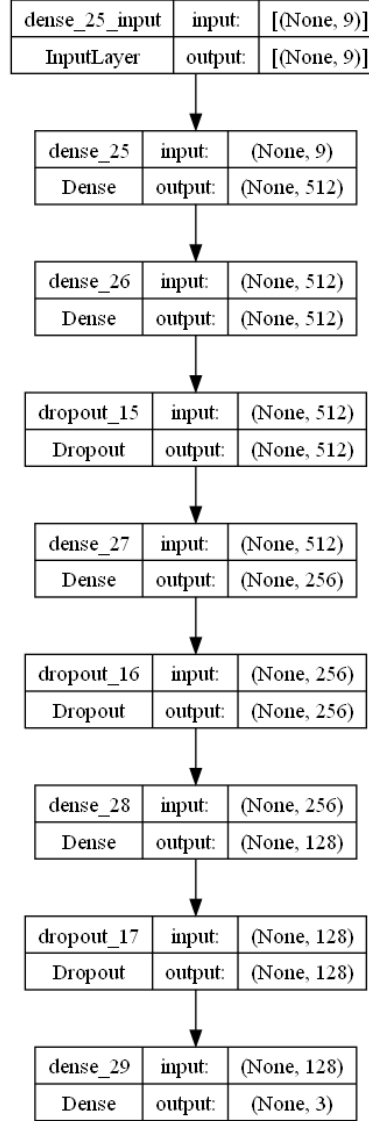 dense_25_input input: [(None, 9)]
InputLayer output: [(None, 9)]
dense_25 input: (None, 9)
Dense output: (None, 512)
dense_26 input: (None, 512)
Dense output: (None, 512)
dropout_15 input: (None, 512)
Dropout output: (None, 512)
dense_27 input: (None, 512)
Dense output: (None, 256)
dropout_16 input: (None, 256)
Dropout output: (None, 256)
dense_28 input: (None, 256)
Dense output: (None, 128)
dropout_17 input: (None, 128)
Dropout output: (None, 128)
dense_29 input: (None, 128)
Dense output: (None, 3)